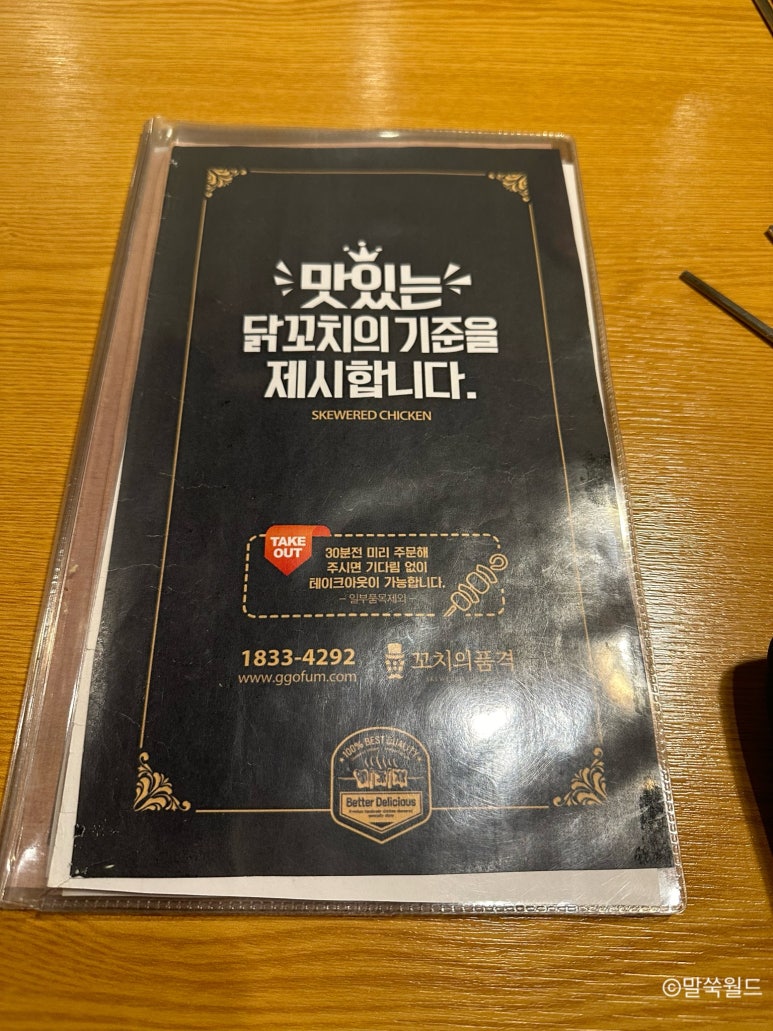 맛있는
닭꼬치의 기준을
제시합니다.
SKEWERED CHICKEN
TAKE
OUT
30분전 미리 주문해
주시면 기다림 없이
테이크아웃이 가능합니다.
- 일부품목제외 -
1833-4292
www.ggofum.com
꼬치의품격
100% BEST QUALITY
Better Delicious
©말쑥월드